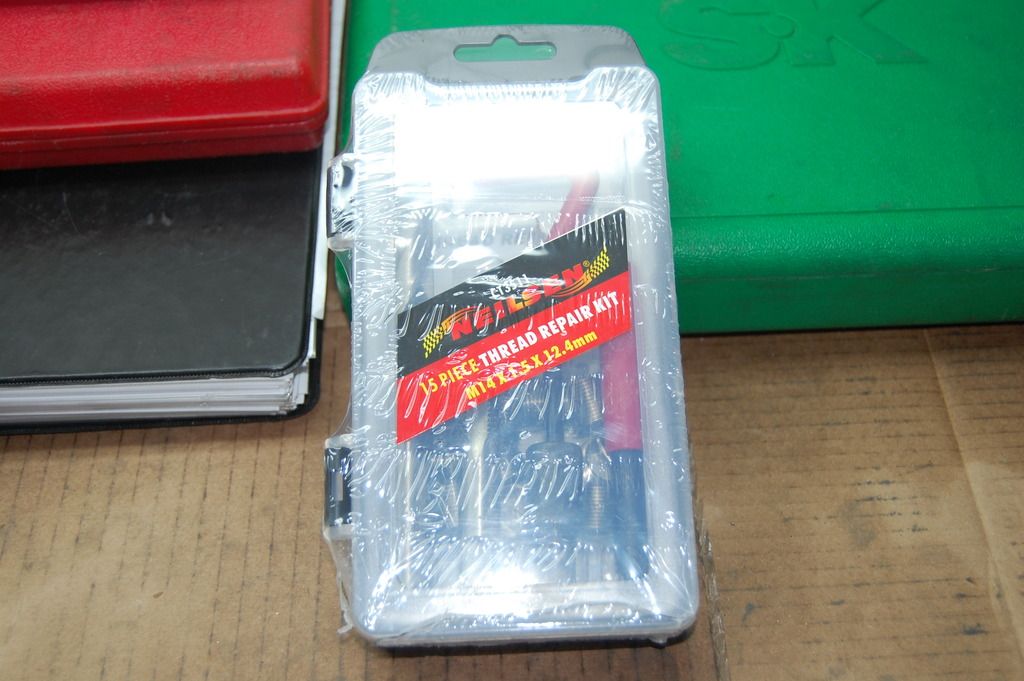 S·K
NEILSEN®
15 PIECE THREAD REPAIR KIT
M14 X 1.5 X 12.4mm